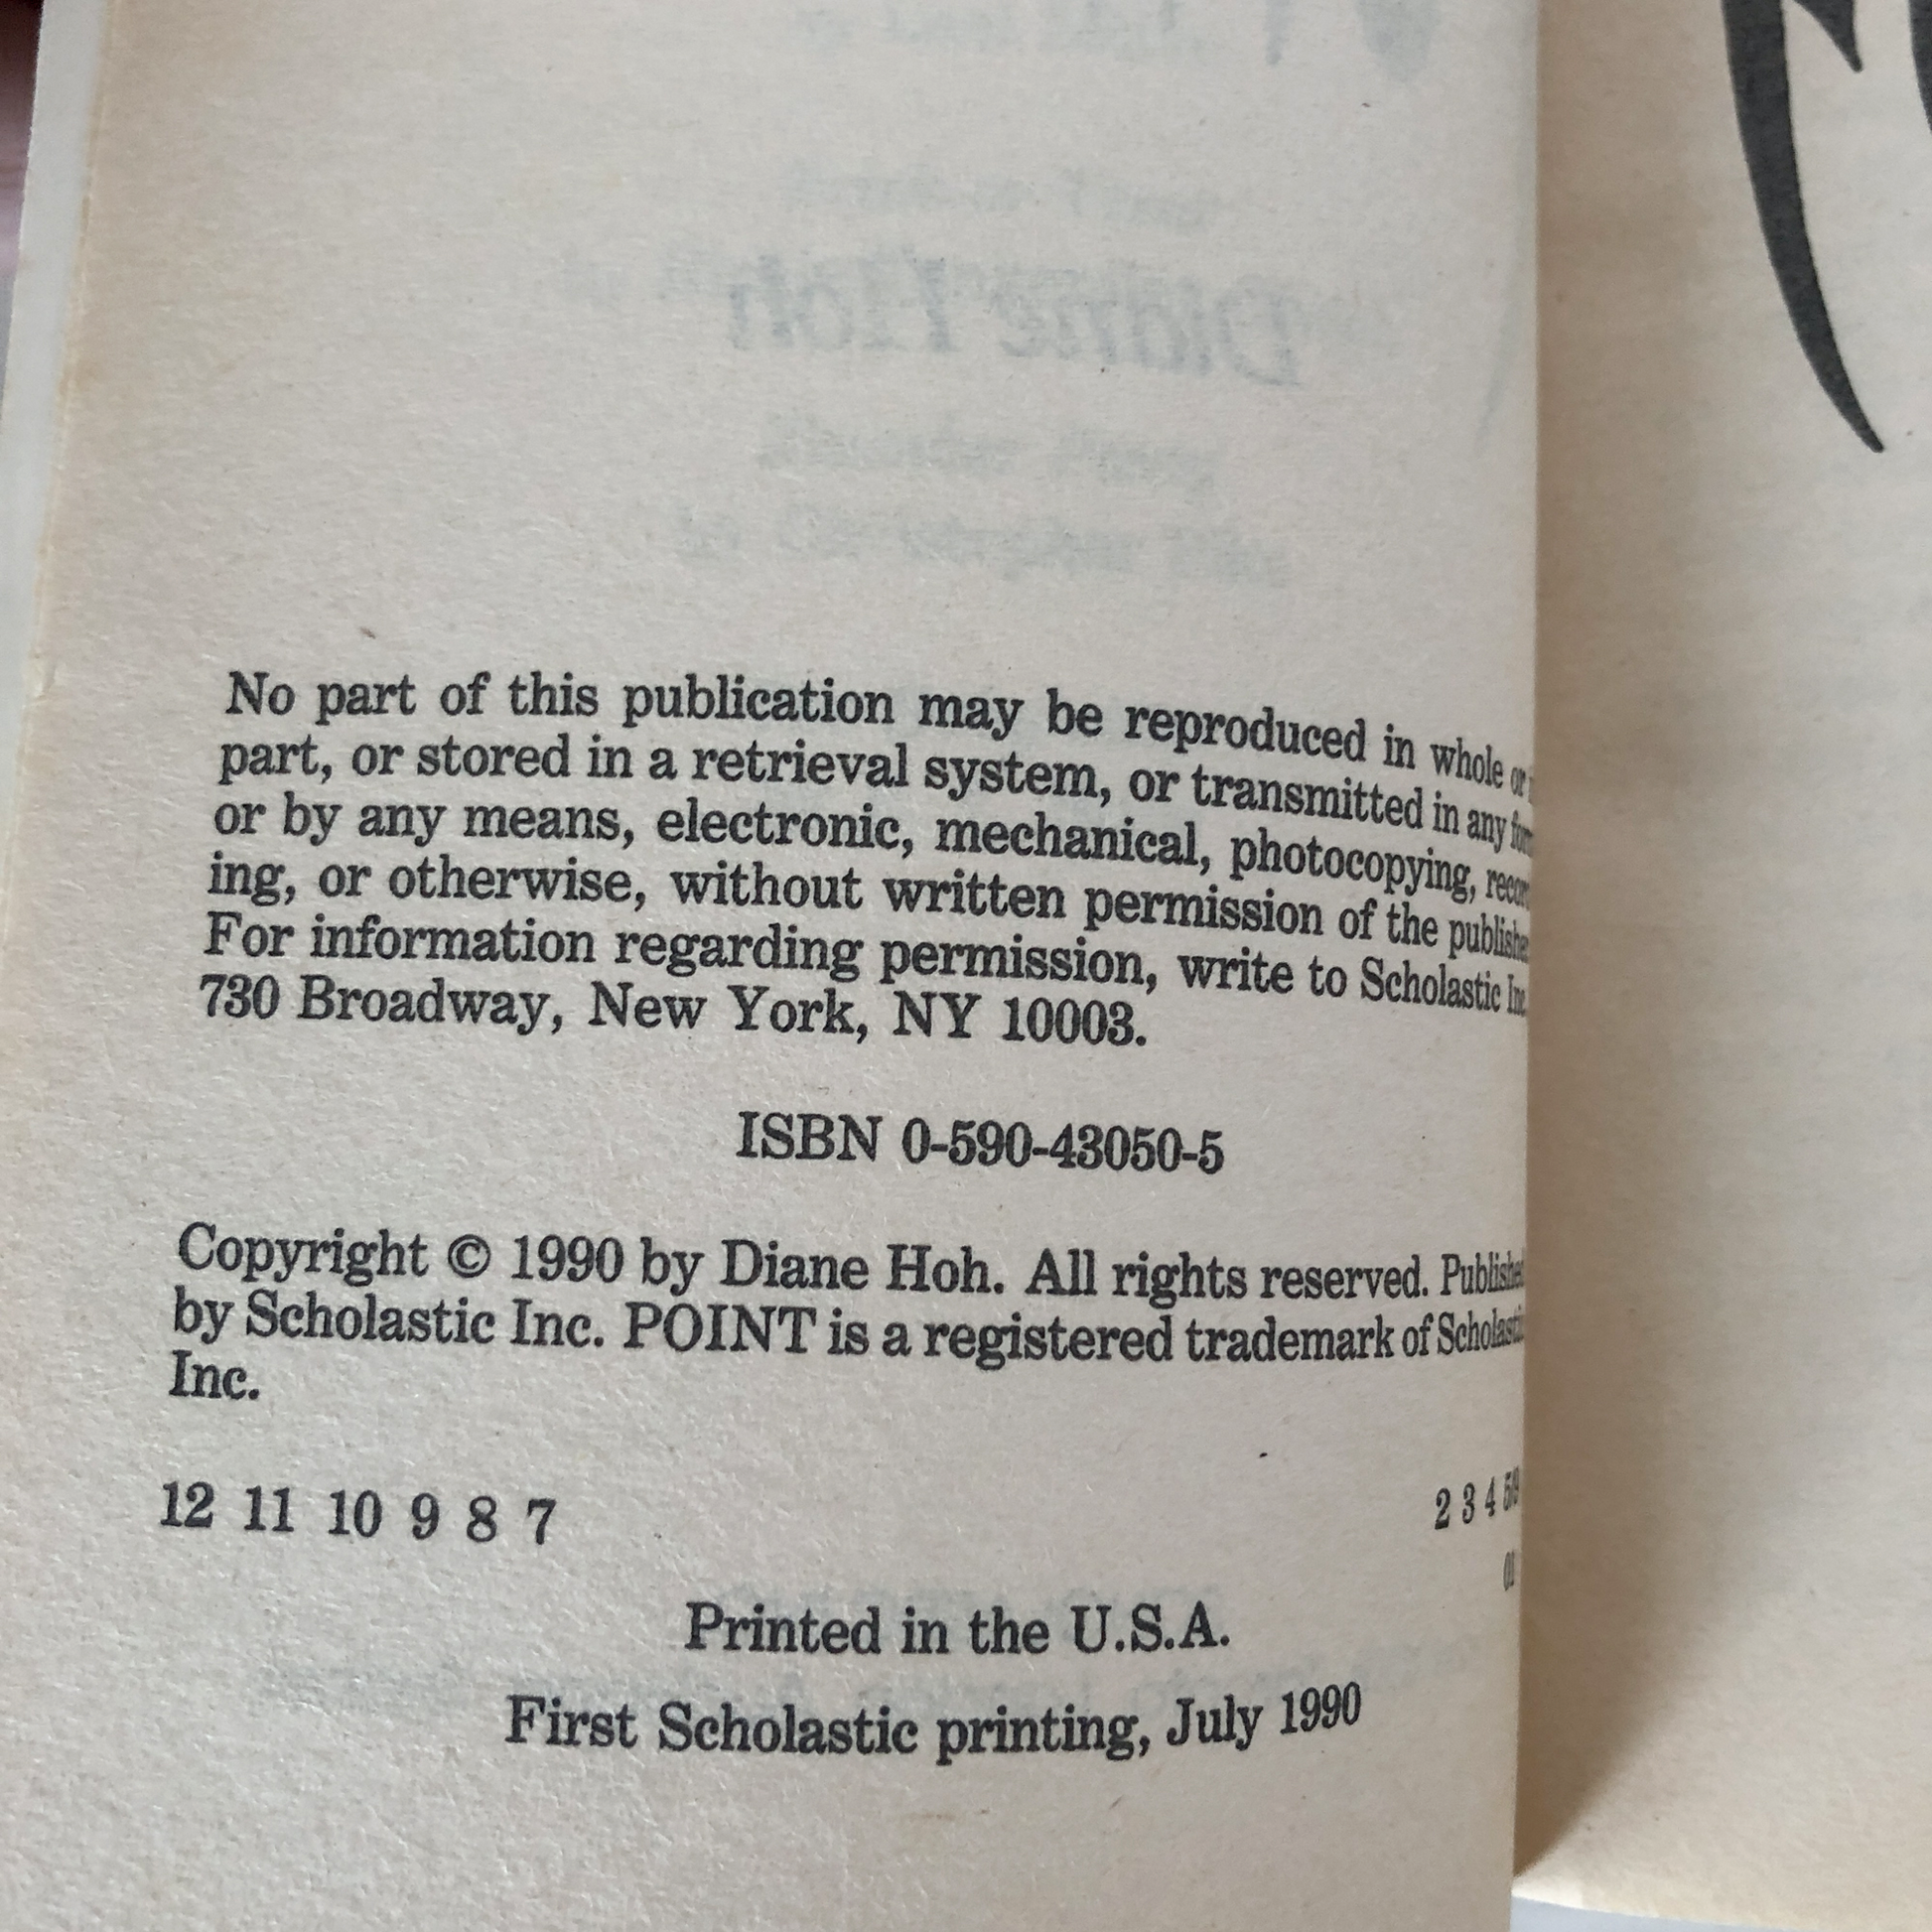 Diane Hoh
No part of this publication may be reproduced in whole or
part, or stored in a retrieval system, or transmitted in any
or by any means, electronic, mechanical, photocopying,
ing, or otherwise, without written permission of the
For information regarding permission, write to Scholastic Inc.
730 Broadway, New York, NY 10003.
ISBN 0-590-43050-5
Copyright © 1990 by Diane Hoh. All rights reserved. Published
by Scholastic Inc. POINT is a registered trademark of
Inc.
12 11 10 9 8 7 2 3 4
Printed in the U.S.A.
First Scholastic printing, July 1990